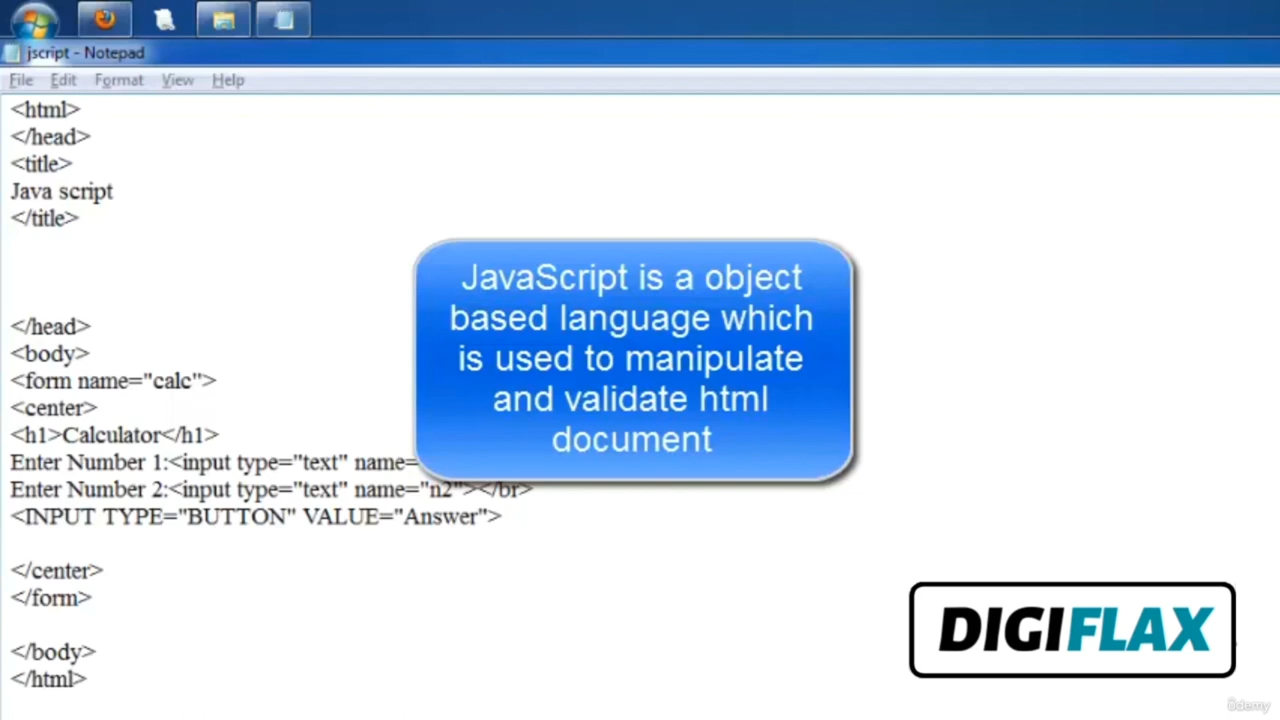 jscript - Notepad
File Edit Format View Help
<html>
</head>
<title>
Java script
</title>
</head>
<body>
<form name="calc">
<center>
<h1>Calculator</h1>
Enter Number 1:<input type="text" name=
Enter Number 2:<input type="text" name="n2"></br>
<INPUT TYPE="BUTTON" VALUE="Answer">
</center>
</form>
</body>
</html>
JavaScript is a object
based language which
is used to manipulate
and validate html
document
DIGIFLAX
ûdemy